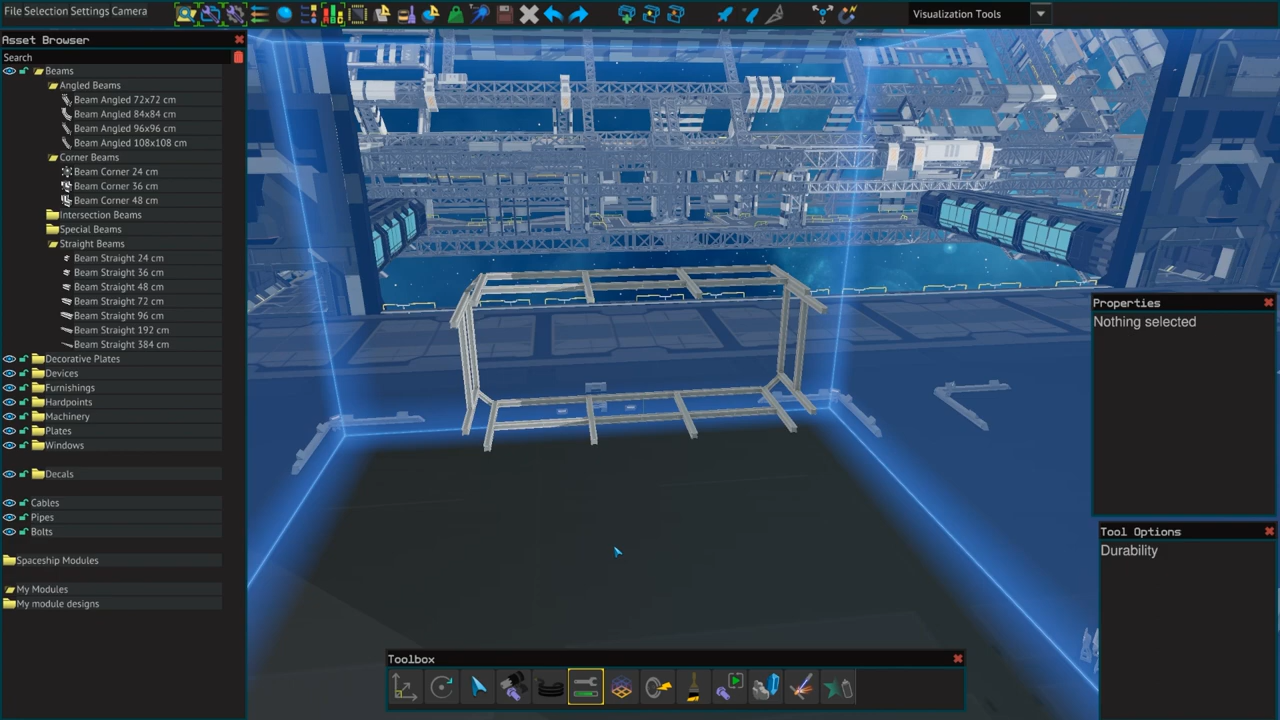 File Selection Settings Camera
Visualization Tools
Asset Browser
Search
Beams
Angled Beams
Beam Angled 72x72 cm
Beam Angled 84x84 cm
Beam Angled 96x96 cm
Beam Angled 108x108 cm
Corner Beams
Beam Corner 24 cm
Beam Corner 36 cm
Beam Corner 48 cm
Intersection Beams
Special Beams
Straight Beams
Beam Straight 24 cm
Beam Straight 36 cm
Beam Straight 48 cm
Beam Straight 72 cm
Beam Straight 96 cm
Beam Straight 192 cm
Beam Straight 384 cm
Decorative Plates
Devices
Furnishings
Hardpoints
Machinery
Plates
Windows
Decals
Cables
Pipes
Bolts
Spaceship Modules
My Modules
My module designs
Properties
Nothing selected
Tool Options
Durability
Toolbox